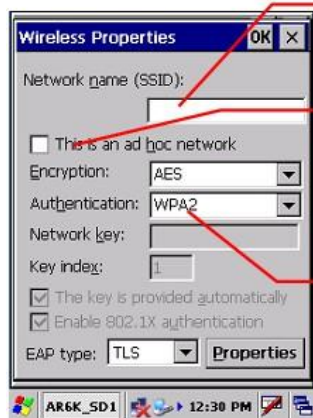 Wireless Properties OK ×
Network name (SSID):
This is an ad hoc network
Encryption: AES
Authentication: WPA2
Network key:
Key index: 1
The key is provided automatically
Enable 802.1X authentication
EAP type: TLS Properties
AR6K_SD1 12:30 PM